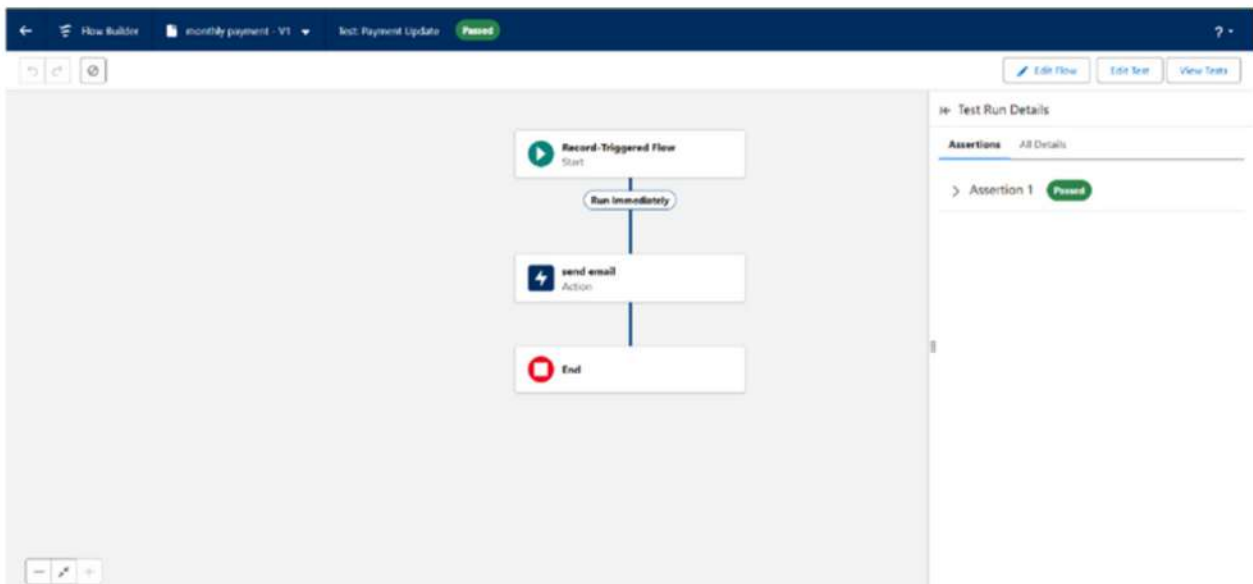 Flow Builder monthly payment - V1 Test: Payment Update Passed ?
Edit Flow Edit Test View Tests
Test Run Details
Assertions All Details
Assertion 1 Passed
Record-Triggered Flow
Start
Run Immediately
send email
Action
End